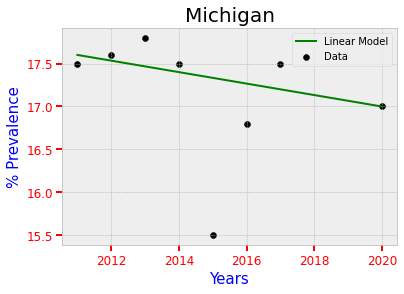 Michigan
Linear Model
Data
% Prevalence
17.5
17.0
16.5
16.0
15.5
2012 2014 2016 2018 2020
Years